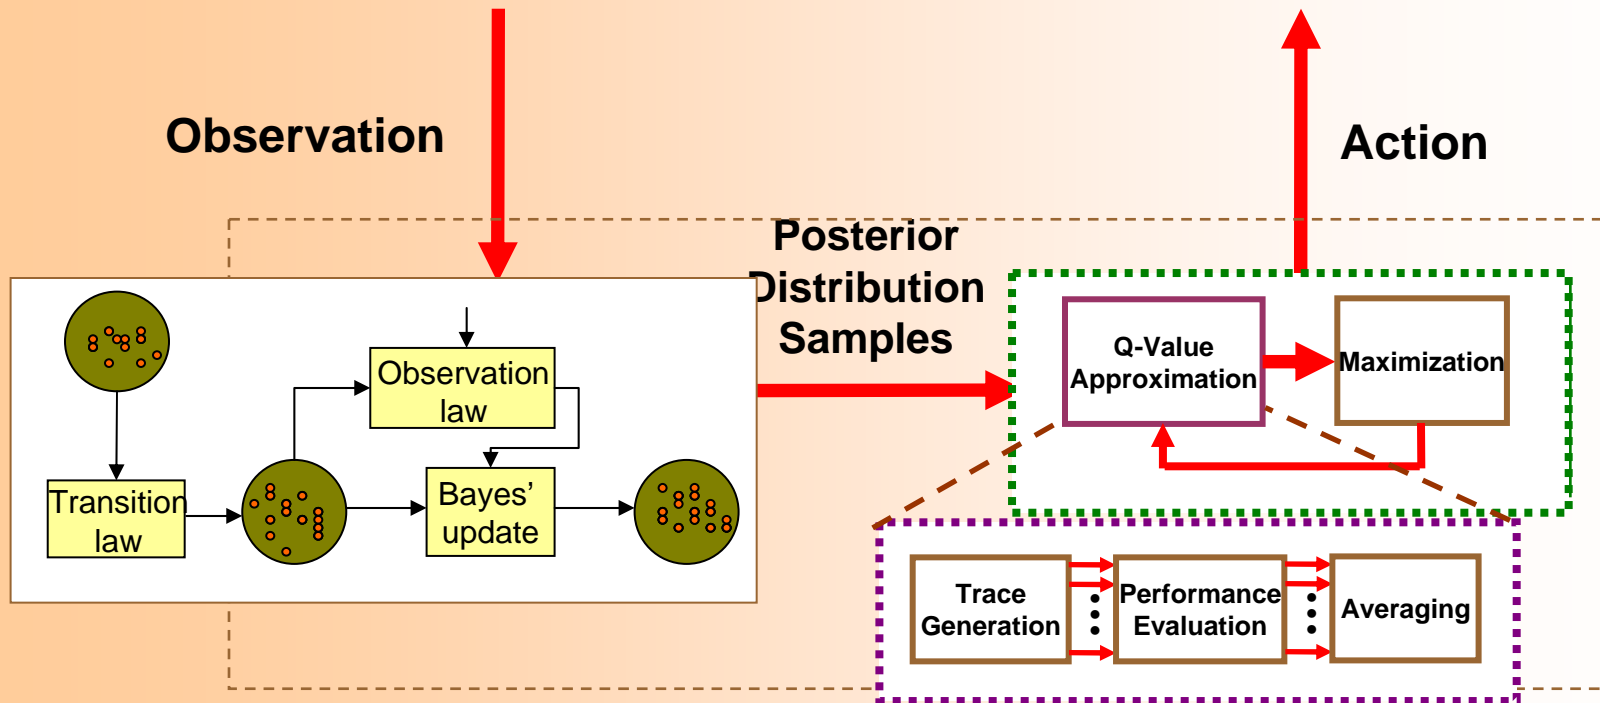 Observation
Action
Posterior
Distribution
Samples
Observation
law
Transition
law
Bayes’
update
Q-Value
Approximation
Maximization
Trace
Generation
Performance
Evaluation
Averaging